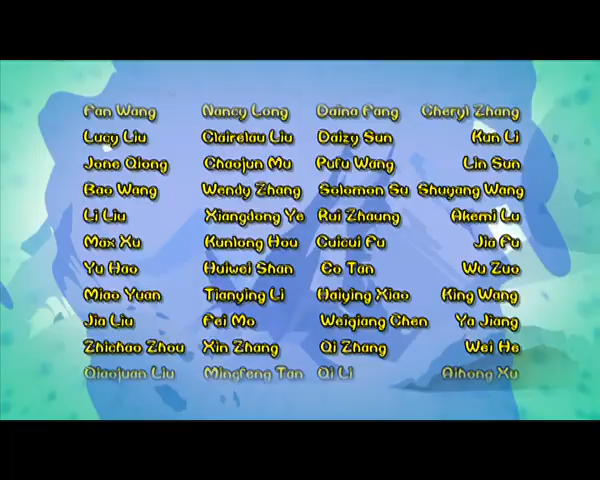 Fan Wang Nancy Long Daina Fang Cheryl Zhang
Lucy Liu Clairelau Liu Daizy Sun Kun Li
Jone Qiong Chaojun Mu Rufu Wang Lin Sun
Bao Wang Wendy Zhang Solomon Su Shuyang Wang
Li Liu Xiangdong Ye Rui Zhaung Akemi Lu
Max Xu Kunlong Hou Cuicui Fu Jia Fu
Yu Hao Huiwei Shan Eo Tan Wu Zuo
Miao Yuan Tianying Li Haiying Xiao King Wang
Jia Liu Fei Mo Weiqiang Chen Ya Jiang
Zhichao Zhou Xin Zhang Qi Zhang Wei He
Qiaojuan Liu Mingfeng Tan Qi Li Aihong Xu